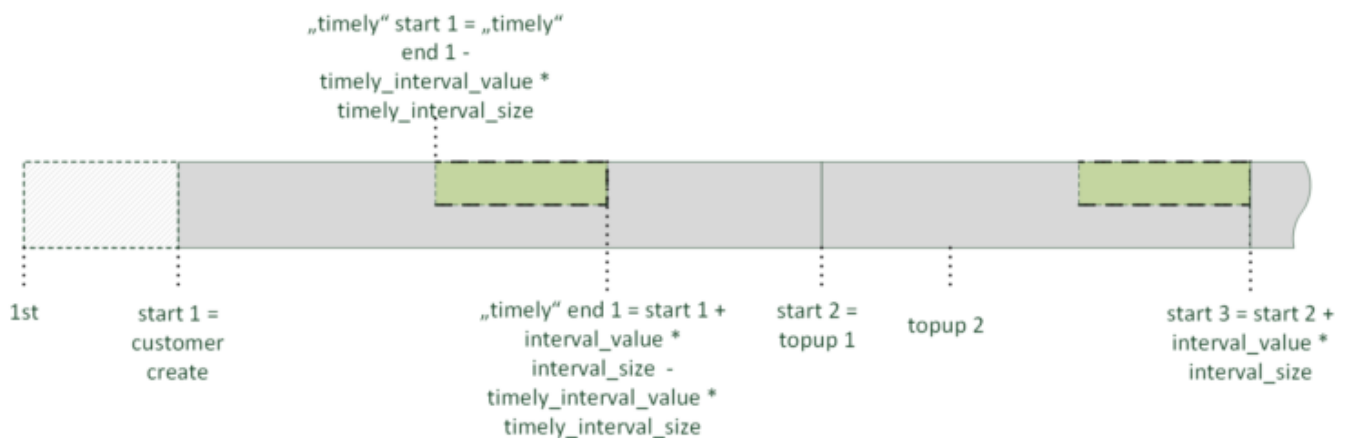 „timely“ start 1 = „timely“
end 1 -
timely_interval_value *
timely_interval_size
1st
start 1 =
customer
create
„timely“ end 1 = start 1 +
interval_value *
interval_size -
timely_interval_value *
timely_interval_size
start 2 =
topup 1
topup 2
start 3 = start 2 +
interval_value *
interval_size